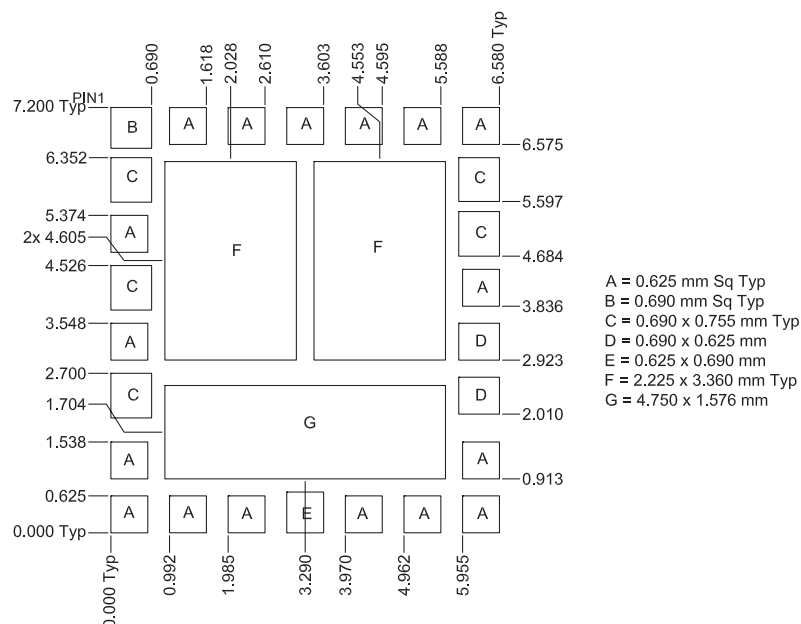 0.690
1.618
2.028
2.610
3.603
4.553
4.595
5.588
6.580 Typ
PIN1
7.200 Typ
B
A
A
A
A
A
A
6.575
6.352
C
C
5.597
5.374
A
2x 4.605
F
F
C
4.684
4.526
C
A
3.836
3.548
A
D
2.923
2.700
C
D
2.010
1.704
G
1.538
A
A
0.913
0.625
A
A
A
E
A
A
A
0.000 Typ
0.000 Typ
0.992
1.985
3.290
3.970
4.962
5.955
A = 0.625 mm Sq Typ
B = 0.690 mm Sq Typ
C = 0.690 x 0.755 mm Typ
D = 0.690 x 0.625 mm
E = 0.625 x 0.690 mm
F = 2.225 x 3.360 mm Typ
G = 4.750 x 1.576 mm